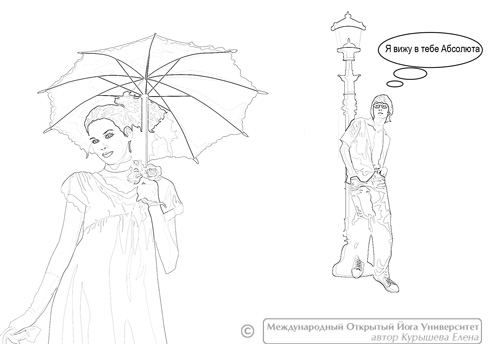 Я вижу в тебе Абсолюта
© Международный Открытый Йога Университет
автор Курышева Елена